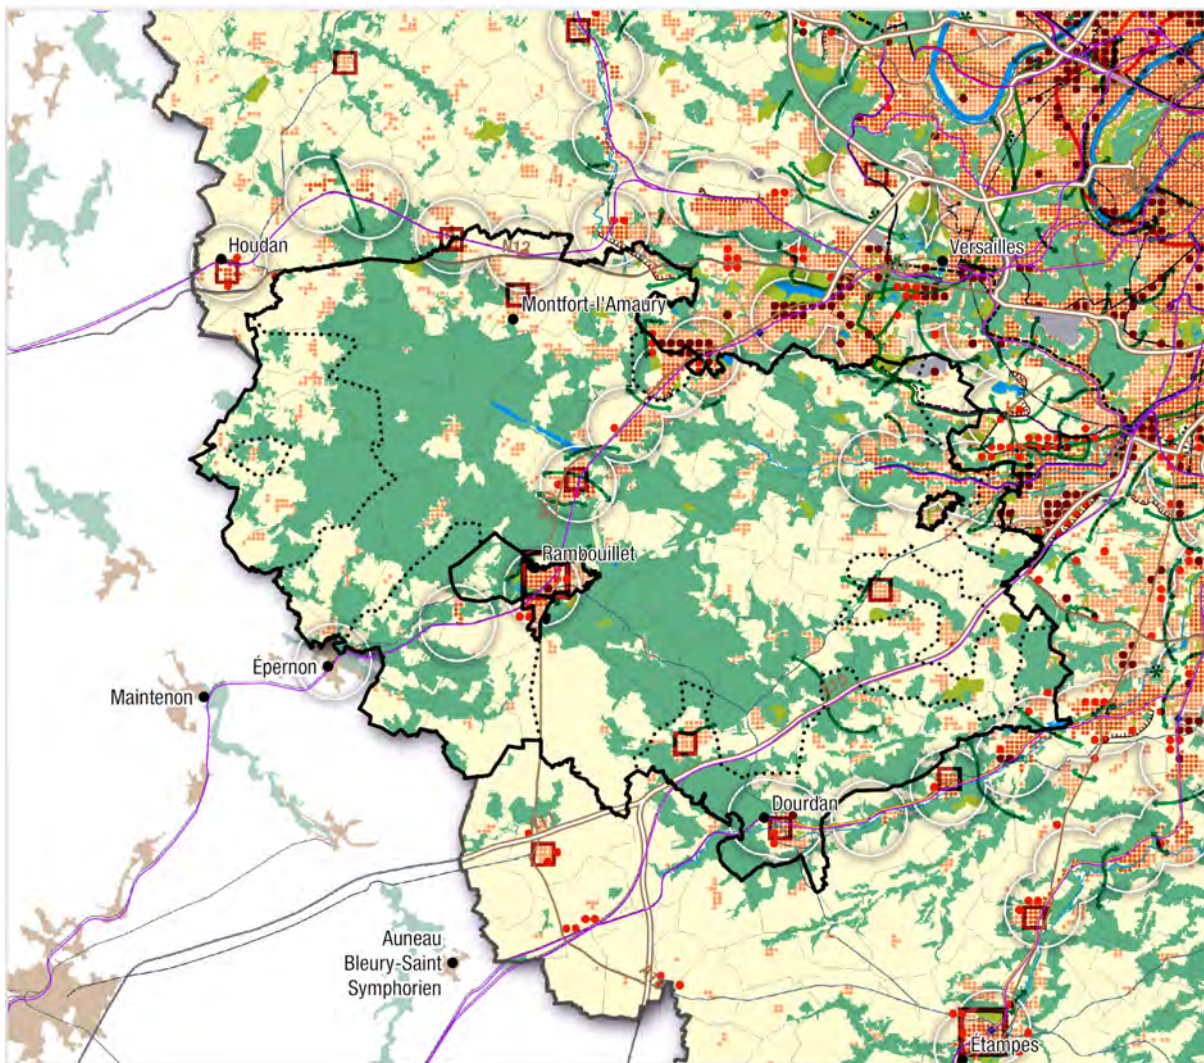 Houdan
N12
Versailles
Montfort-l'Amaury
Rambouillet
Épernon
Maintenon
Dourdan
Auneau
Bleury-Saint
Symphorien
Étampes